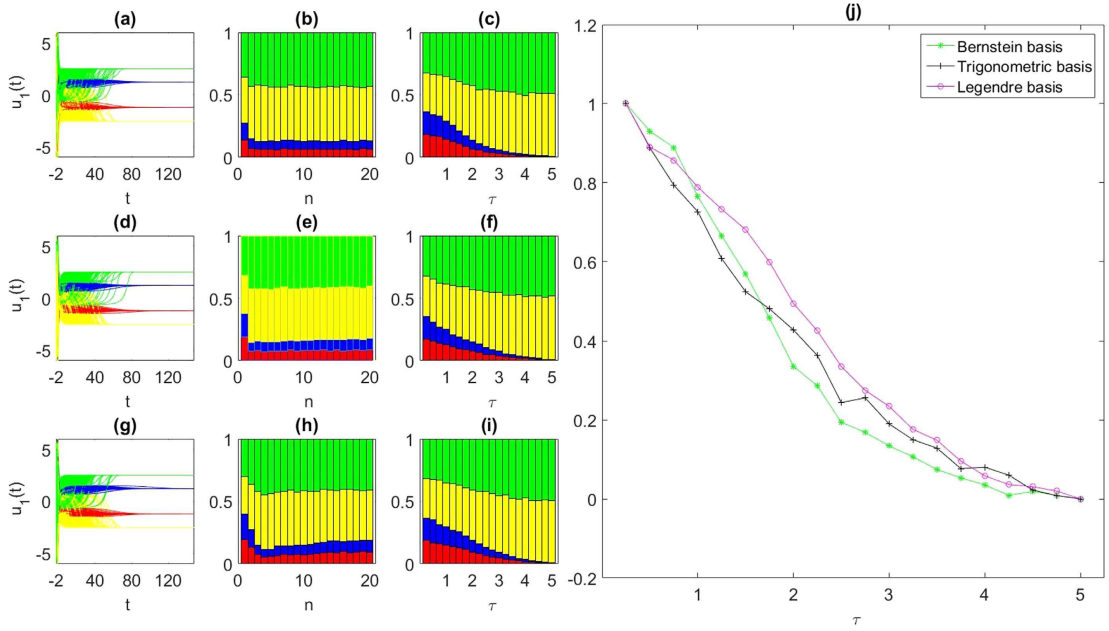 (a)
5
0
-5
u1(t)
-2 40 80 120
t
(b)
1
0.5
0
0 10 20
n
(c)
1
0.5
0
1 2 3 4 5
τ
(d)
5
0
-5
u1(t)
-2 40 80 120
t
(e)
1
0.5
0
0 10 20
n
(f)
1
0.5
0
1 2 3 4 5
τ
(g)
5
0
-5
u1(t)
-2 40 80 120
t
(h)
1
0.5
0
0 10 20
n
(i)
1
0.5
0
1 2 3 4 5
τ
(j)
1.2
1
0.8
0.6
0.4
0.2
0
-0.2
1 2 3 4 5
τ
Bernstein basis
Trigonometric basis
Legendre basis